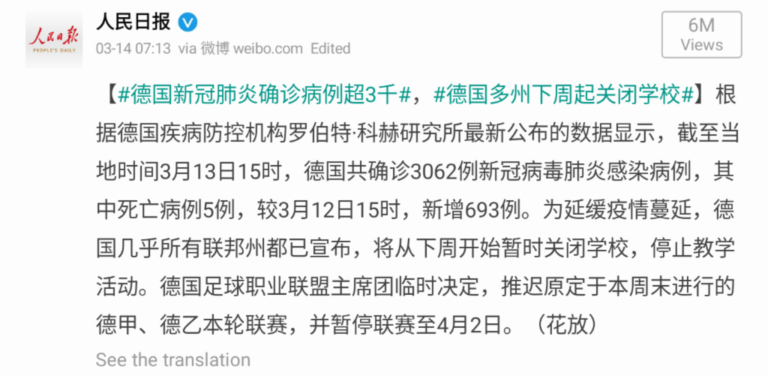 人民日报
人民日报
PEOPLE'S DAILY
03-14 07:13 via 微博 weibo.com Edited
6M
Views
【#德国新冠肺炎确诊病例超3千#，#德国多州下周起关闭学校#】根
据德国疾病防控机构罗伯特·科赫研究所最新公布的数据显示，截至当
地时间3月13日15时，德国共确诊3062例新冠病毒肺炎感染病例，其
中死亡病例5例，较3月12日15时，新增693例。为延缓疫情蔓延，德
国几乎所有联邦州都已宣布，将从下周开始暂时关闭学校，停止教学
活动。德国足球职业联盟主席团临时决定，推迟原定于本周末进行的
德甲、德乙本轮联赛，并暂停联赛至4月2日。（花放）
See the translation